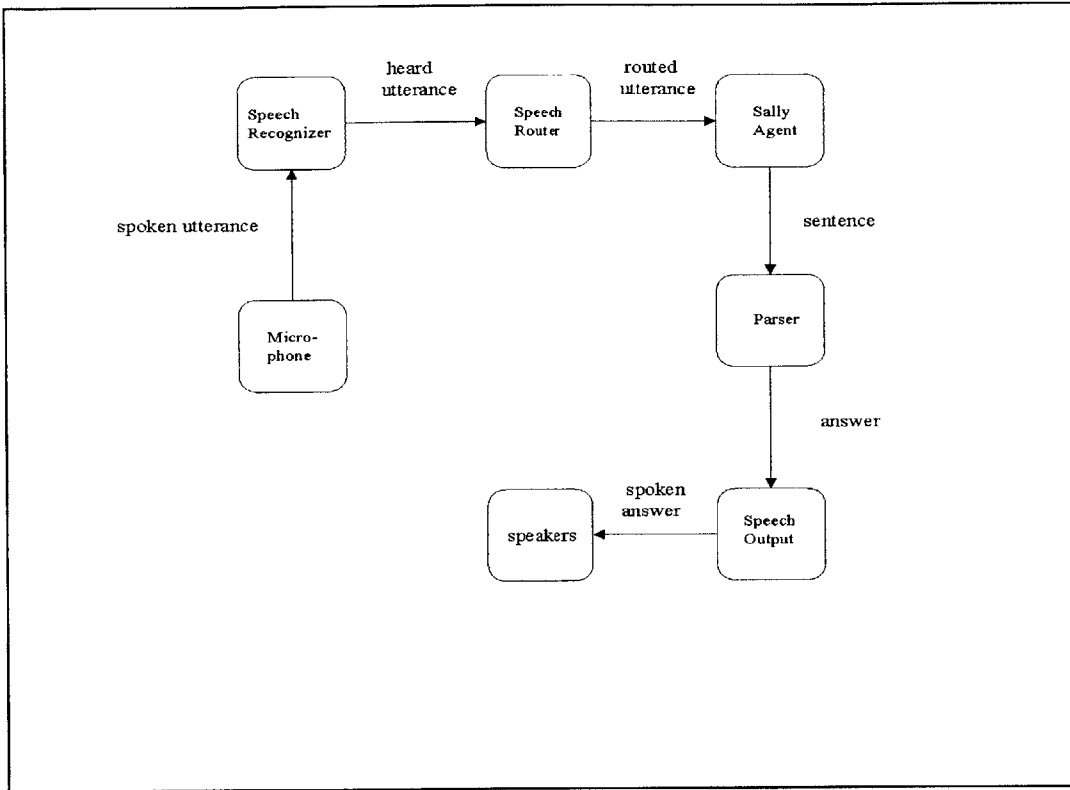 heard
utterance
routed
utterance
Speech
Recognizer
Speech
Router
Sally
Agent
spoken utterance
sentence
Micro-
phone
Parser
answer
spoken
answer
speakers
Speech
Output